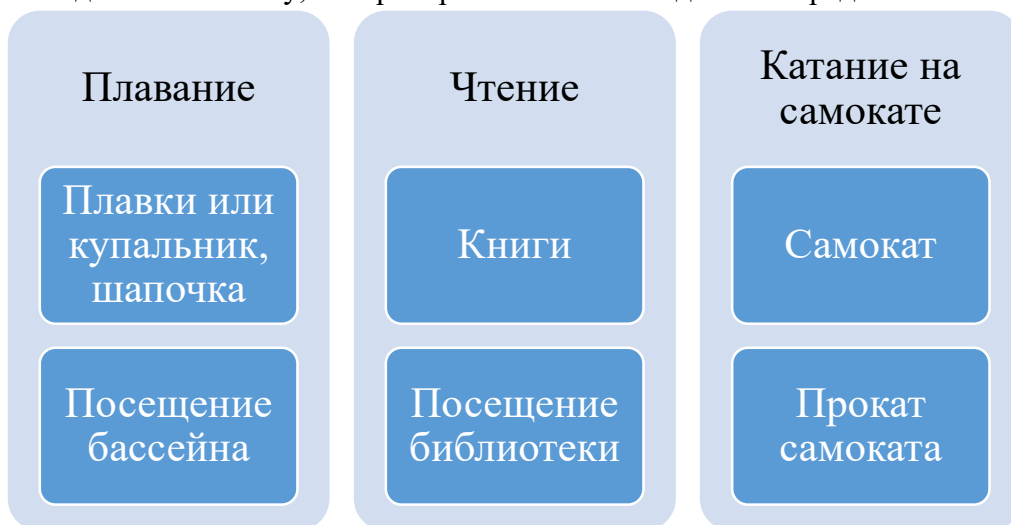 Плавание
Плавки или
купальник,
шапочка
Посещение
бассейна
Чтение
Книги
Посещение
библиотеки
Катание на
самокате
Самокат
Прокат
самоката